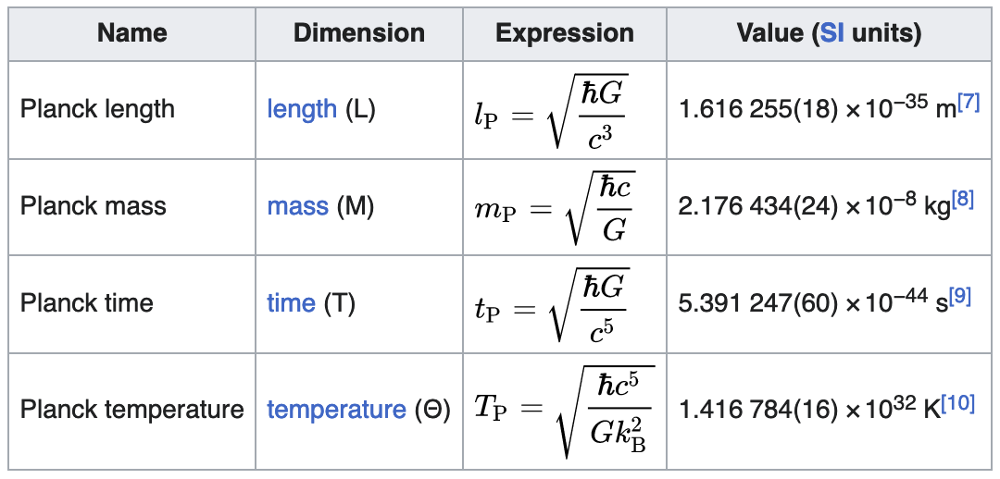 Name Dimension Expression Value (SI units)
Planck length length (L) $l_{\mathrm{P}} = \sqrt{\frac{\hbar G}{c^3}}$ 1.616 255(18) × 10⁻³⁵ m[7]
Planck mass mass (M) $m_{\mathrm{P}} = \sqrt{\frac{\hbar c}{G}}$ 2.176 434(24) × 10⁻⁸ kg[8]
Planck time time (T) $t_{\mathrm{P}} = \sqrt{\frac{\hbar G}{c^5}}$ 5.391 247(60) × 10⁻⁴⁴ s[9]
Planck temperature temperature (Θ) $T_{\mathrm{P}} = \sqrt{\frac{\hbar c^5}{G k_{\mathrm{B}}^2}}$ 1.416 784(16) × 10³² K[10]